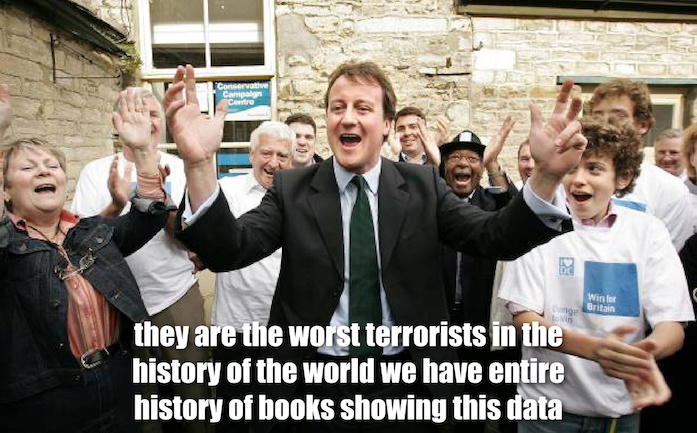 Conservative
Campaign
Centre
I ♥
DC
Win for
Britain
they are the worst terrorists in the
history of the world we have entire
history of books showing this data